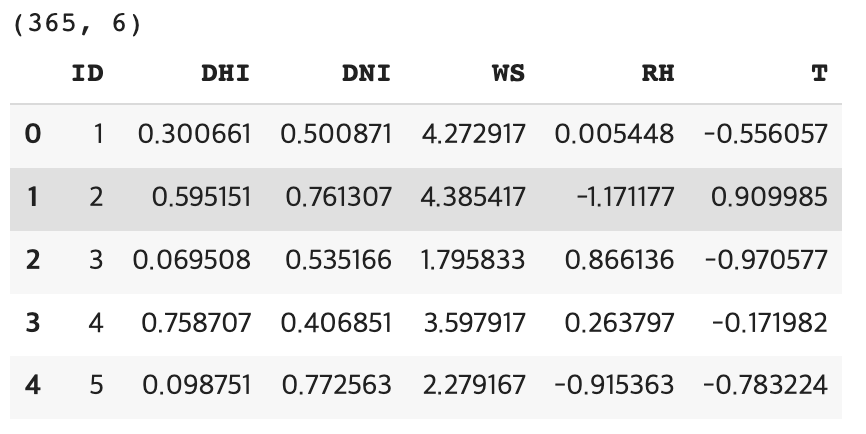 (365, 6)
ID DHI DNI WS RH T
0 1 0.300661 0.500871 4.272917 0.005448 -0.556057
1 2 0.595151 0.761307 4.385417 -1.171177 0.909985
2 3 0.069508 0.535166 1.795833 0.866136 -0.970577
3 4 0.758707 0.406851 3.597917 0.263797 -0.171982
4 5 0.098751 0.772563 2.279167 -0.915363 -0.783224